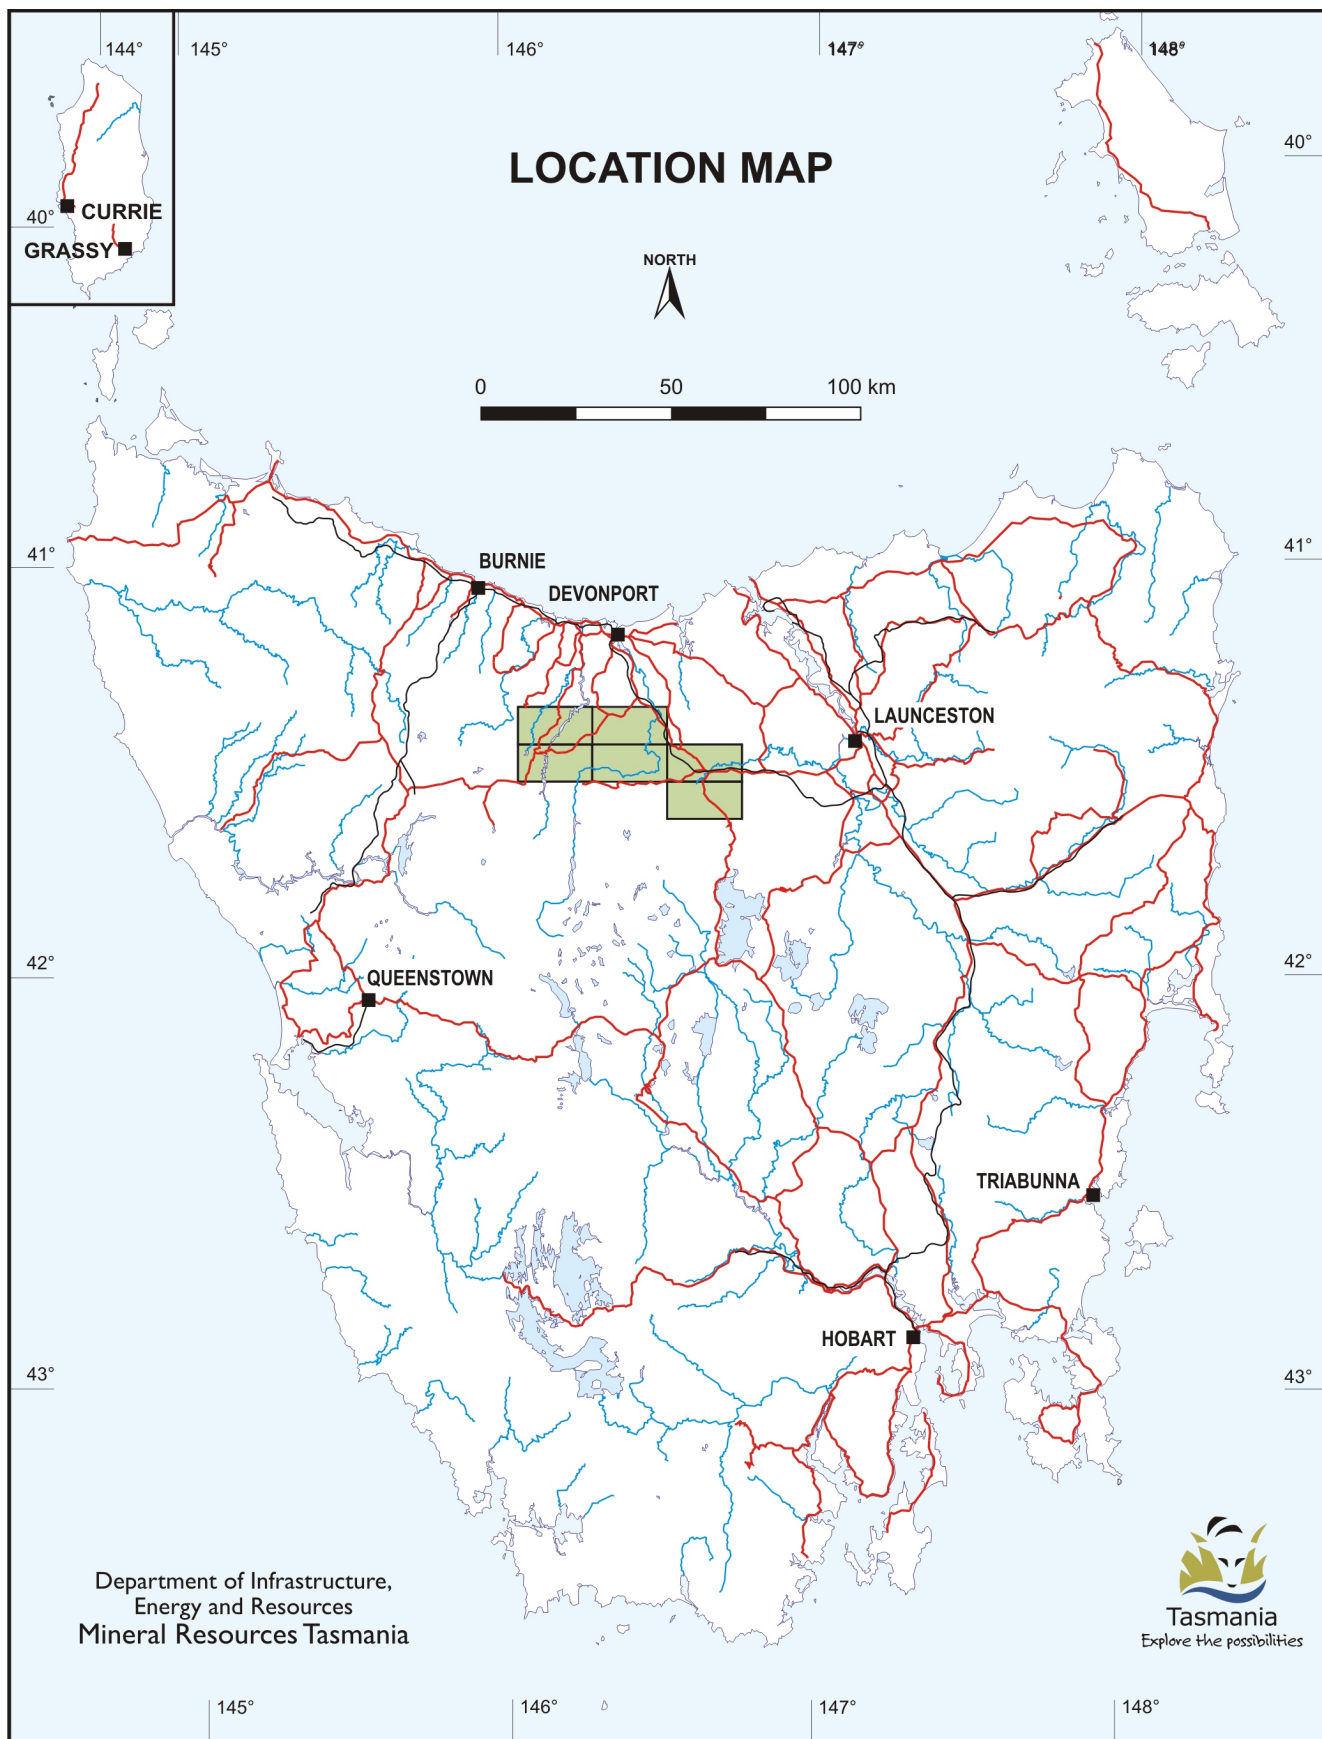 144°
145°
146°
147°
148°
40°
LOCATION MAP
CURRIE
40°
GRASSY
NORTH
0
50
100 km
41°
BURNIE
41°
DEVONPORT
LAUNCESTON
42°
QUEENSTOWN
42°
TRIABUNNA
HOBART
43°
43°
Department of Infrastructure,
Energy and Resources
Mineral Resources Tasmania
Tasmania
Explore the possibilities
145°
146°
147°
148°